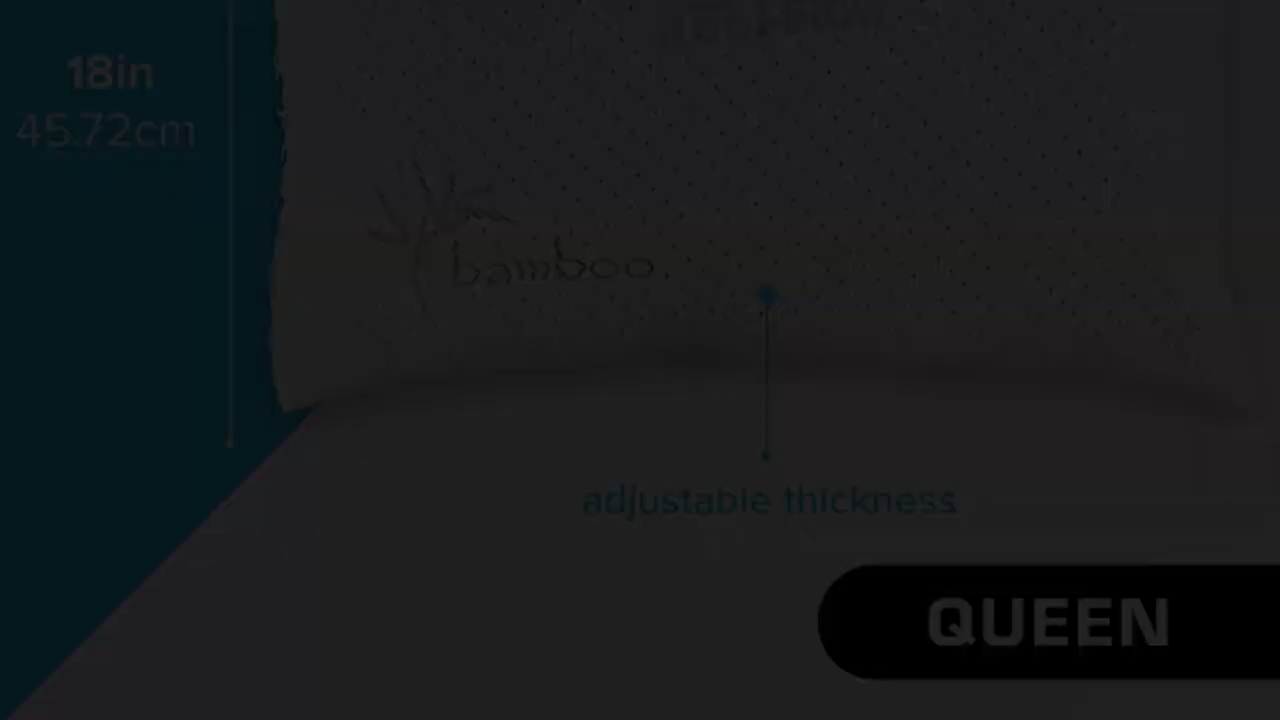 18in
45.72cm
bamboo
adjustable thickness
QUEEN